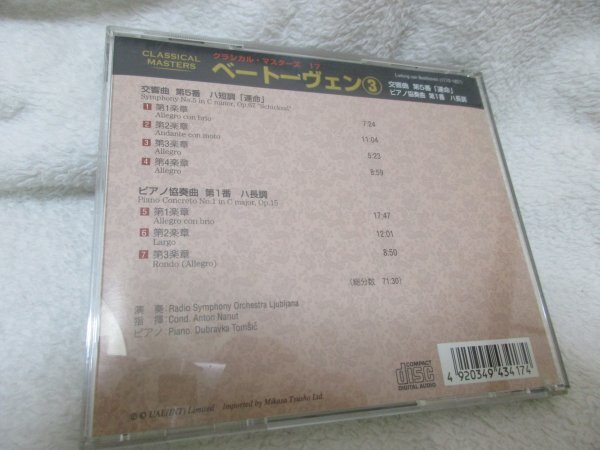 CLASSICAL
MASTERS
クラシカル・マスターズ 17
ベートーヴェン③
Ludwig van Beethoven (1770-1827)
交響曲 第5番「運命」
ピアノ協奏曲 第1番 ハ長調
交響曲 第5番 ハ短調「運命」
Symphony No.5 in C minor, Op.67 "Schicksal"
1 第1楽章 7:24
Allegro con brio
2 第2楽章 11:04
Andante con moto
3 第3楽章 5:23
Allegro
4 第4楽章 8:59
Allegro
ピアノ協奏曲 第1番 ハ長調
Piano Concreto No.1 in C major, Op.15
5 第1楽章 17:47
Allegro con brio
6 第2楽章 12:01
Largo
7 第3楽章 8:50
Rondo (Allegro)
(総分数 71:30)
演 奏: Radio Symphony Orchestra Ljubljana
指 揮: Cond. Anton Nanut
ピアノ: Piano: Dubravka Tomšič
COMPACT
disc
DIGITAL AUDIO
4 920349 434174
℗ © UAE(INT) Limited Imported by Mikasa Tsusho Ltd.